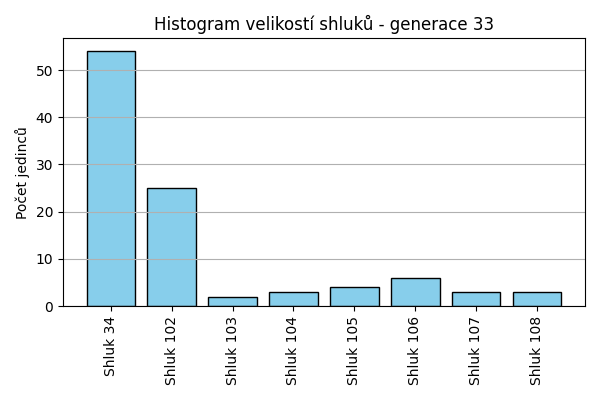 Histogram velikostí shluků - generace 33
Počet jedinců
50
40
30
20
10
0
Shluk 34
Shluk 102
Shluk 103
Shluk 104
Shluk 105
Shluk 106
Shluk 107
Shluk 108